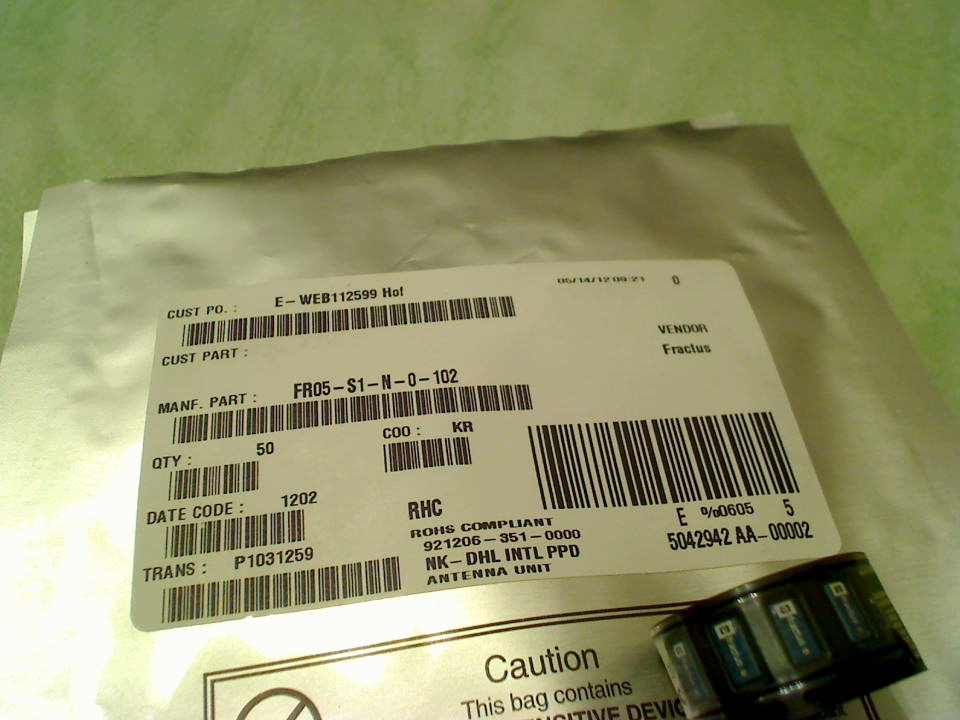 05/14/12 09:21 0
CUST PO. : E-WEB112599 Hol
CUST PART :
VENDOR
Fractus
MANF. PART : FR05-S1-N-0-102
QTY : 50
COO : KR
DATE CODE : 1202
RHC
ROHS COMPLIANT
921206-351-0000
NK-DHL INTL PPD
ANTENNA UNIT
TRANS : P1031259
E %0605 5
5042942 AA-00002
Caution
This bag contains